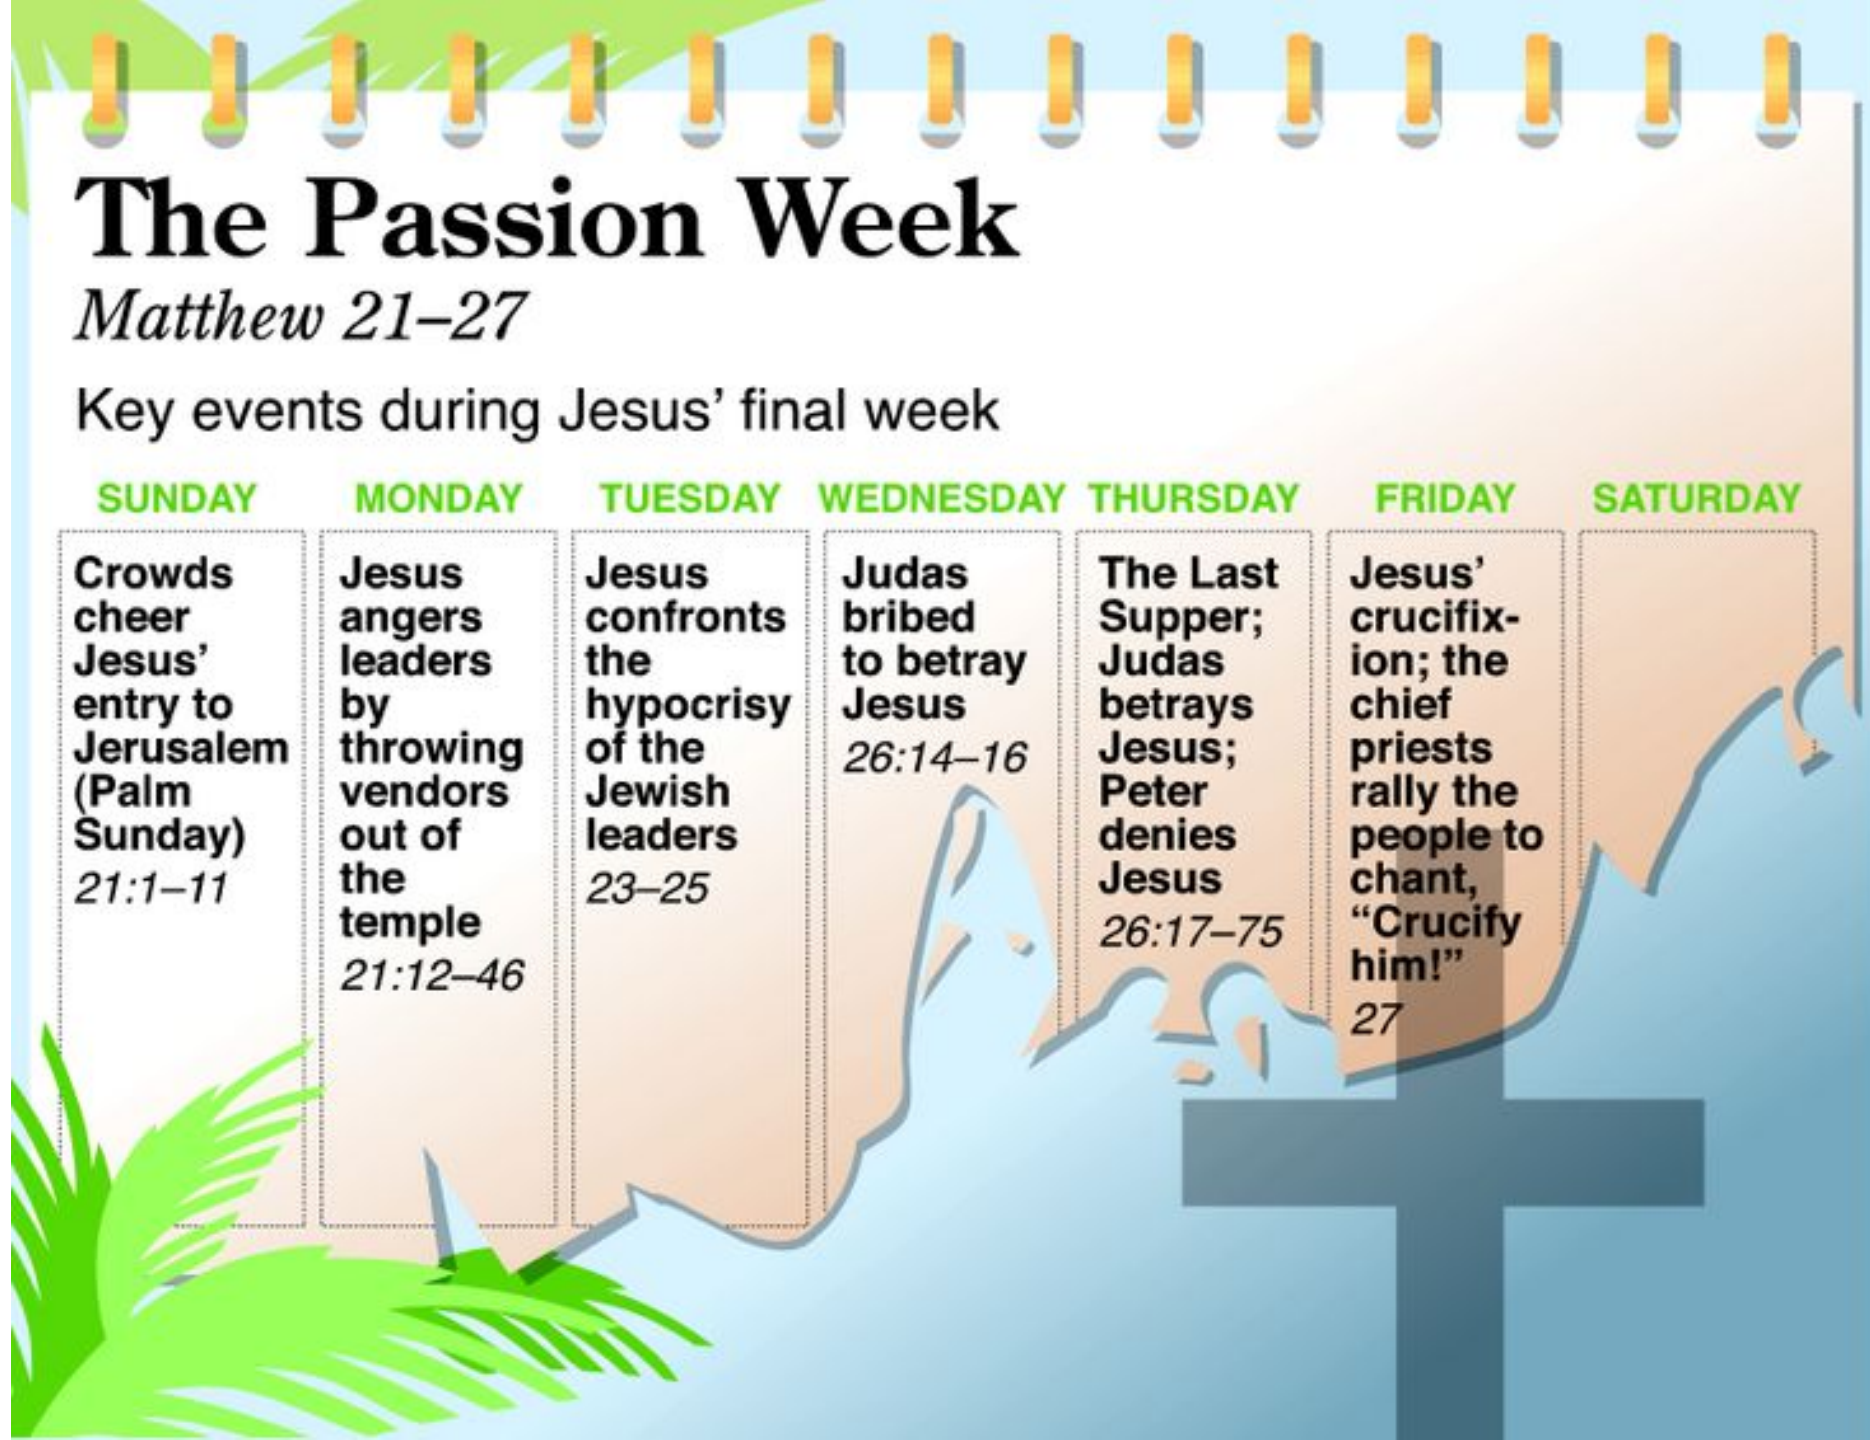 The Passion Week
Matthew 21–27
Key events during Jesus’ final week
SUNDAY
Crowds
cheer
Jesus’
entry to
Jerusalem
(Palm
Sunday)
21:1–11
MONDAY
Jesus
angers
leaders
by
throwing
vendors
out of
the
temple
21:12–46
TUESDAY
Jesus
confronts
the
hypocrisy
of the
Jewish
leaders
23–25
WEDNESDAY
Judas
bribed
to betray
Jesus
26:14–16
THURSDAY
The Last
Supper;
Judas
betrays
Jesus;
Peter
denies
Jesus
26:17–75
FRIDAY
Jesus’
crucifix-
ion; the
chief
priests
rally the
people to
chant,
“Crucify
him!”
27
SATURDAY